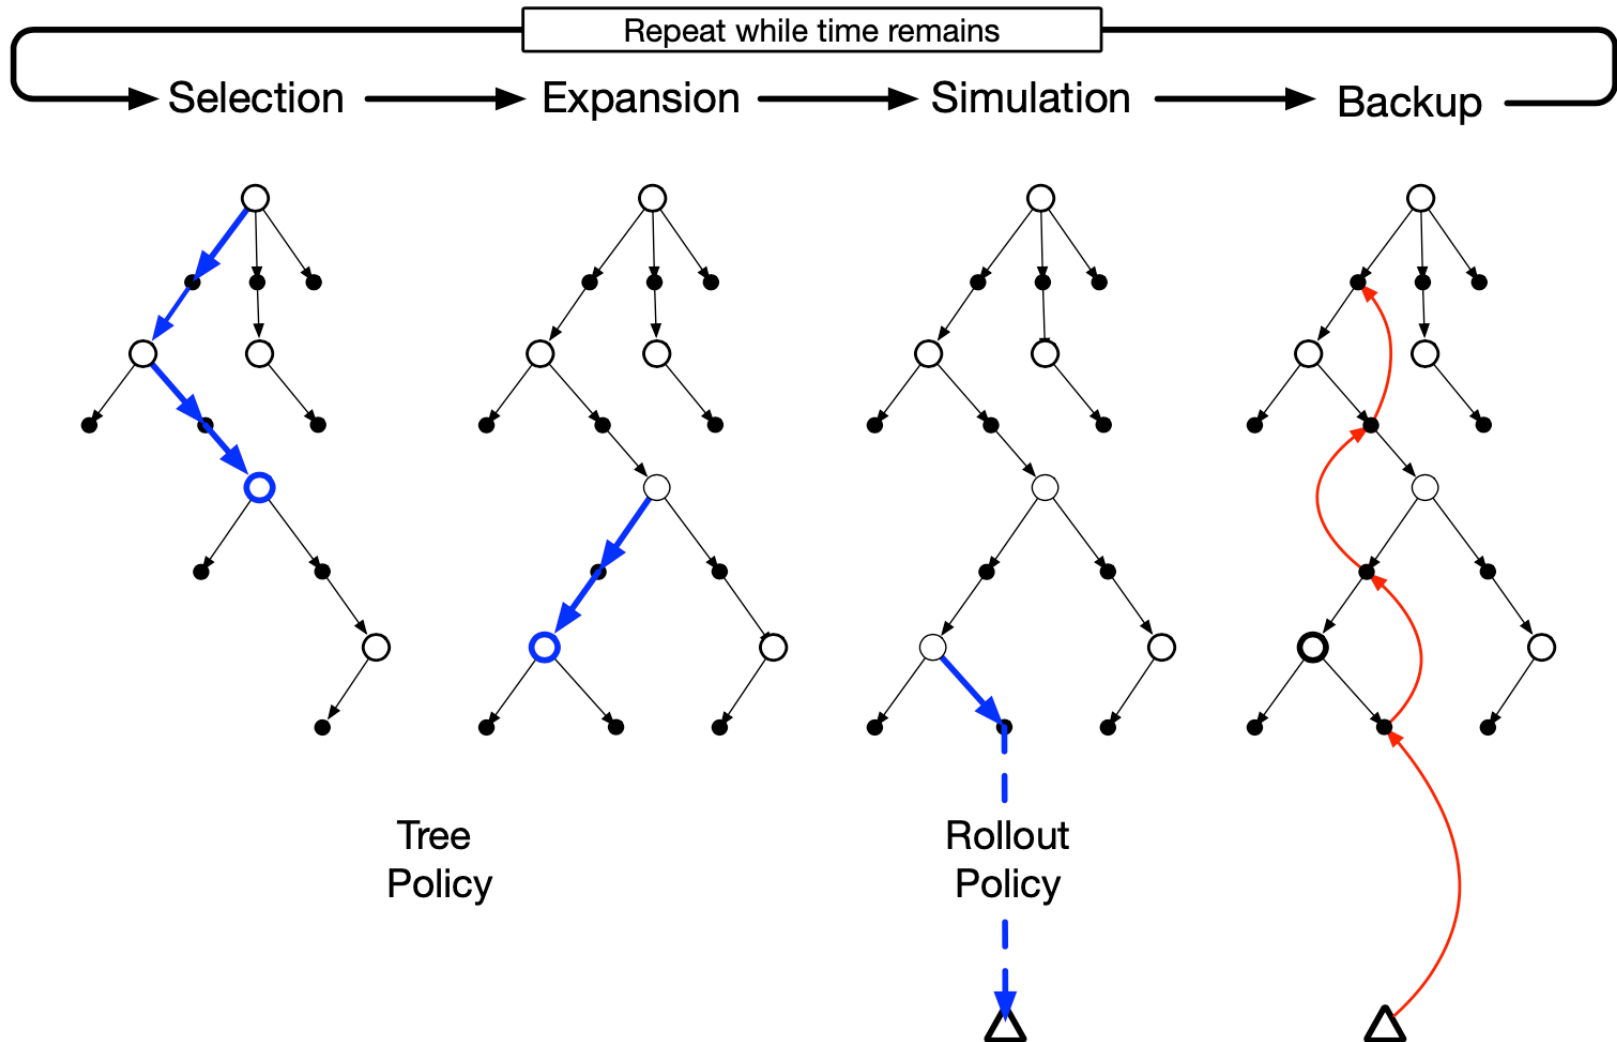 Repeat while time remains
Selection
Expansion
Simulation
Backup
Tree
Policy
Rollout
Policy